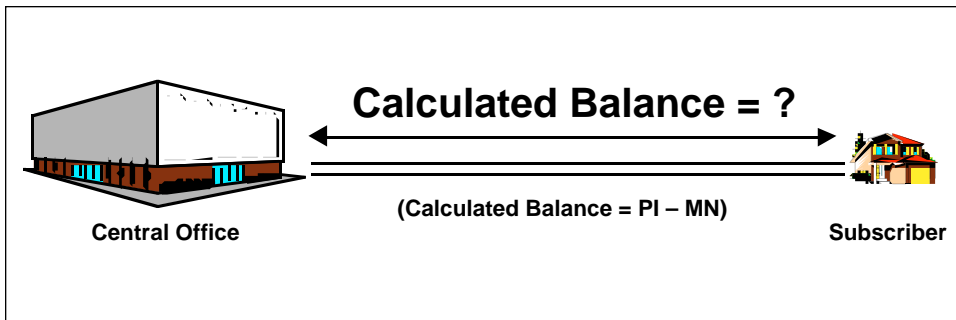 Calculated Balance = ?
(Calculated Balance = PI – MN)
Central Office
Subscriber